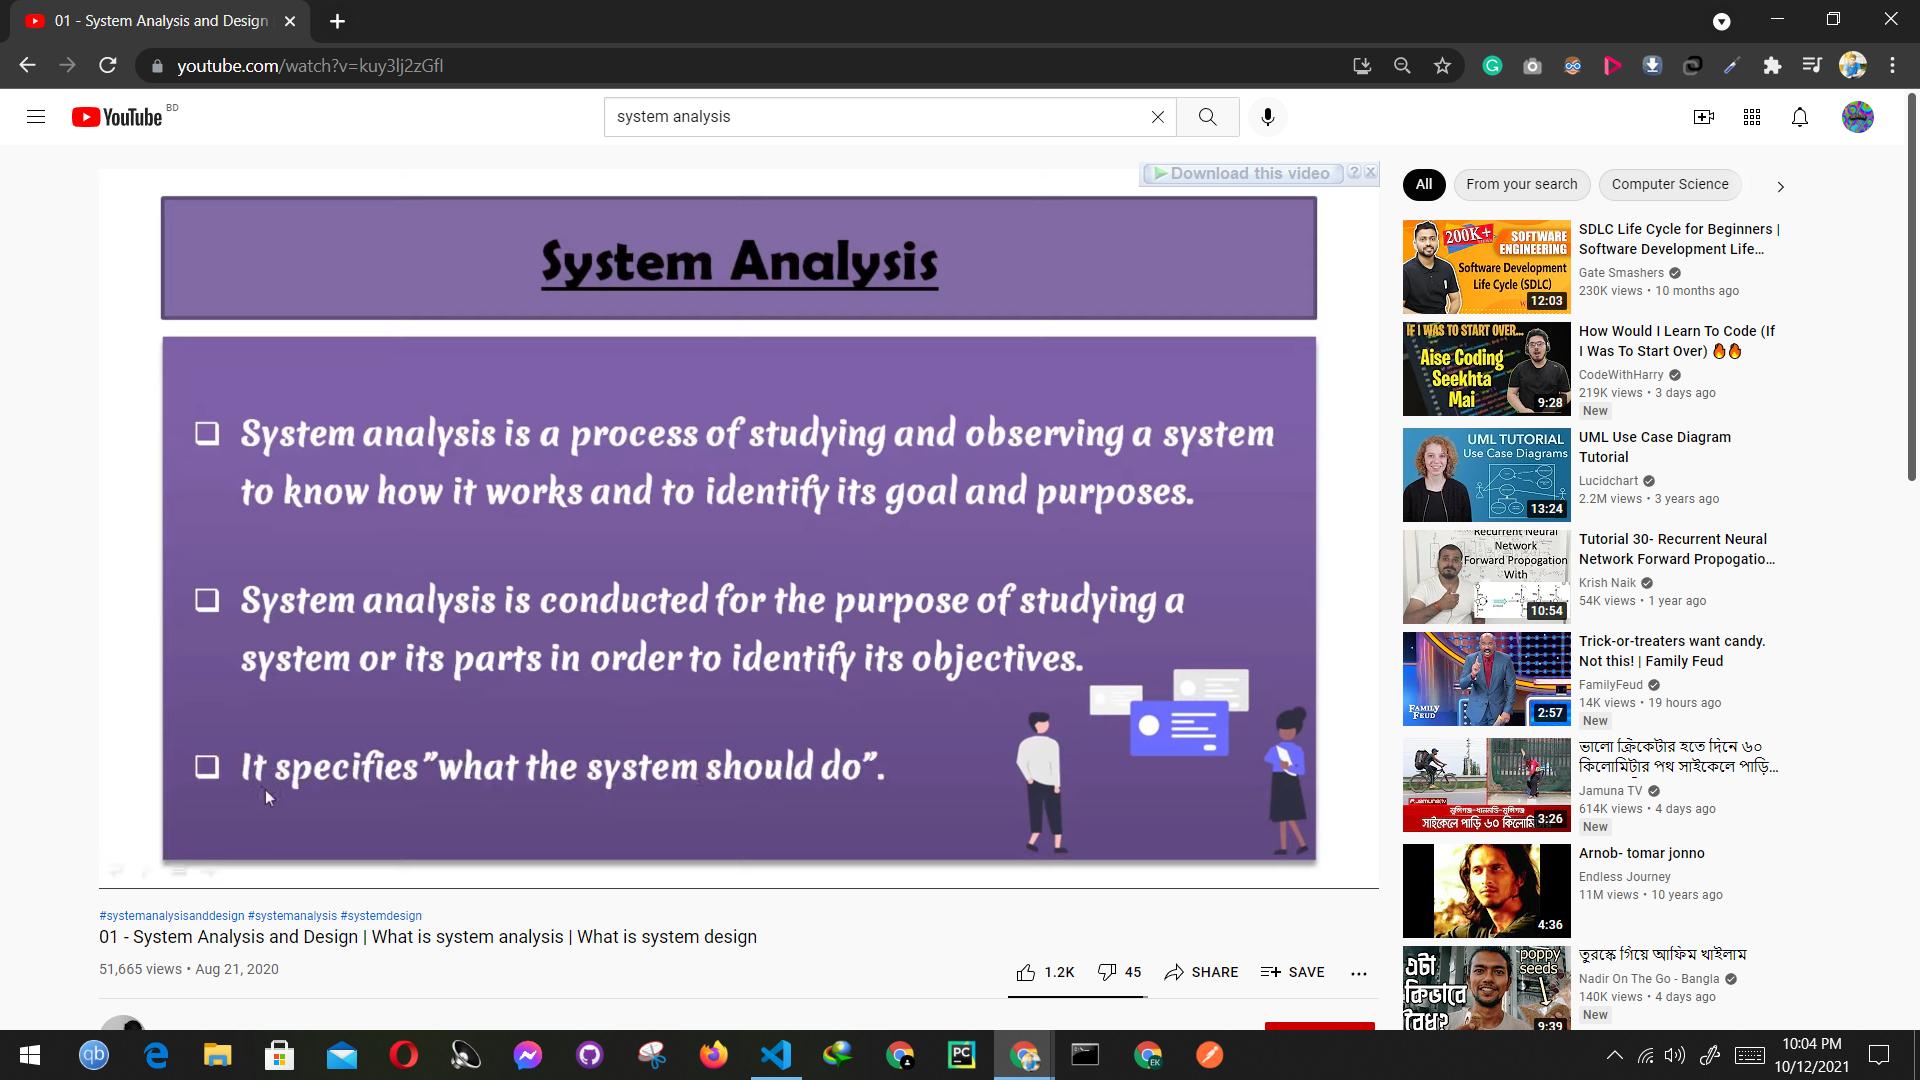 01 - System Analysis and Design
youtube.com/watch?v=kuy3lj2zGfI
YouTube BD
system analysis
Download this video
System Analysis
System analysis is a process of studying and observing a system
to know how it works and to identify its goal and purposes.
System analysis is conducted for the purpose of studying a
system or its parts in order to identify its objectives.
It specifies"what the system should do".
#systemanalysisanddesign #systemanalysis #systemdesign
01 - System Analysis and Design | What is system analysis | What is system design
51,665 views • Aug 21, 2020
1.2K 45 SHARE SAVE
All From your search Computer Science
200K+ SOFTWARE
ENGINEERING
Software Development
Life Cycle (SDLC)
12:03
SDLC Life Cycle for Beginners |
Software Development Life...
Gate Smashers
230K views • 10 months ago
IF I WAS TO START OVER...
Aise Coding
Seekhta
Mai
9:28
How Would I Learn To Code (If
I Was To Start Over) 🔥🔥
CodeWithHarry
219K views • 3 days ago
New
UML TUTORIAL
Use Case Diagrams
13:24
UML Use Case Diagram
Tutorial
Lucidchart
2.2M views • 3 years ago
Recurrent Neural
Network
Forward Propogation
With
10:54
Tutorial 30- Recurrent Neural
Network Forward Propogatio...
Krish Naik
54K views • 1 year ago
FAMILY
FEUD
2:57
Trick-or-treaters want candy.
Not this! | Family Feud
FamilyFeud
14K views • 19 hours ago
New
JAMUNA TV
মুন্সিগঞ্জ-ধানমন্ডি-মুন্সিগঞ্জ
সাইকেলে পাড়ি ৬০ কিলোমি
3:26
ভালো ক্রিকেটার হতে দিনে ৬০
কিলোমিটার পথ সাইকেলে পাড়ি...
Jamuna TV
614K views • 4 days ago
New
4:36
Arnob- tomar jonno
Endless Journey
11M views • 10 years ago
এটা
কিভাবে
বৈধ?
poppy
seeds
9:39
তুরস্কে গিয়ে আফিম খাইলাম
Nadir On The Go - Bangla
140K views • 4 days ago
New
qb
PC
EK
10:04 PM
10/12/2021